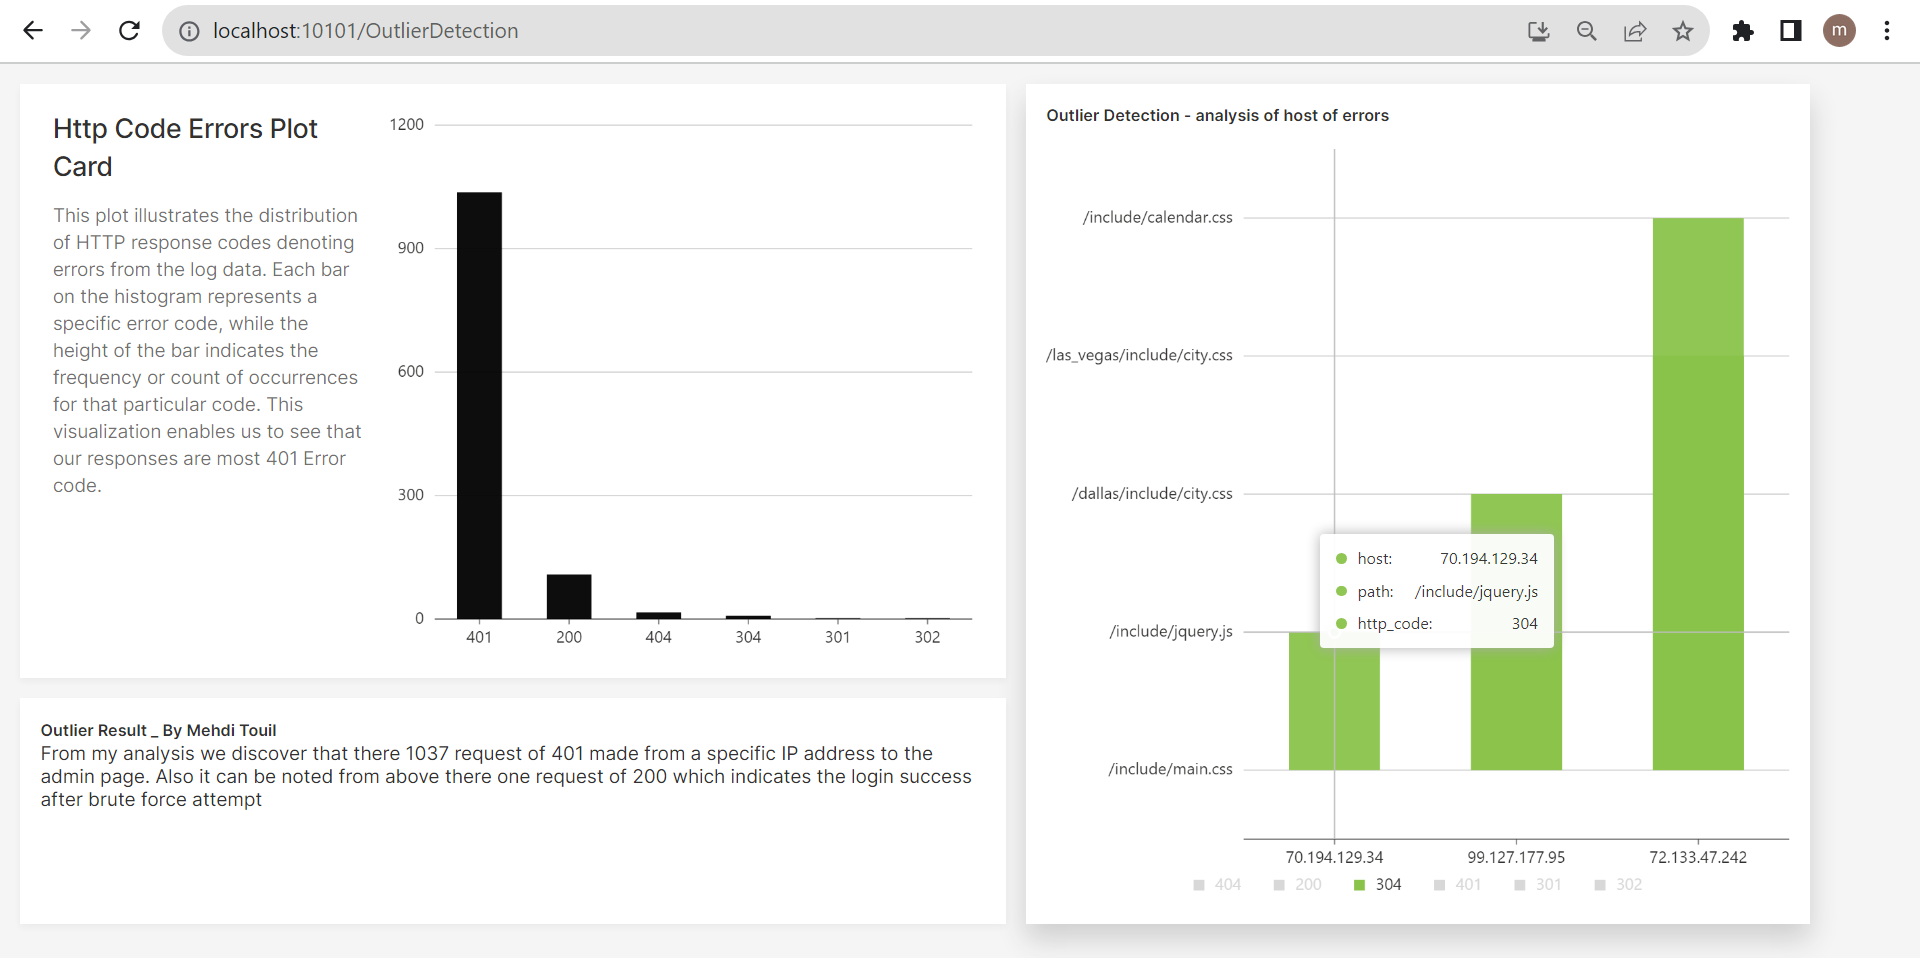 localhost:10101/OutlierDetection
m
Http Code Errors Plot
Card
This plot illustrates the distribution
of HTTP response codes denoting
errors from the log data. Each bar
on the histogram represents a
specific error code, while the
height of the bar indicates the
frequency or count of occurrences
for that particular code. This
visualization enables us to see that
our responses are most 401 Error
code.
1200
900
600
300
0
401 200 404 304 301 302
Outlier Result _ By Mehdi Touil
From my analysis we discover that there 1037 request of 401 made from a specific IP address to the
admin page. Also it can be noted from above there one request of 200 which indicates the login success
after brute force attempt
Outlier Detection - analysis of host of errors
/include/calendar.css
/las_vegas/include/city.css
/dallas/include/city.css
/include/jquery.js
/include/main.css
host: 70.194.129.34
path: /include/jquery.js
http_code: 304
70.194.129.34 99.127.177.95 72.133.47.242
404 200 304 401 301 302